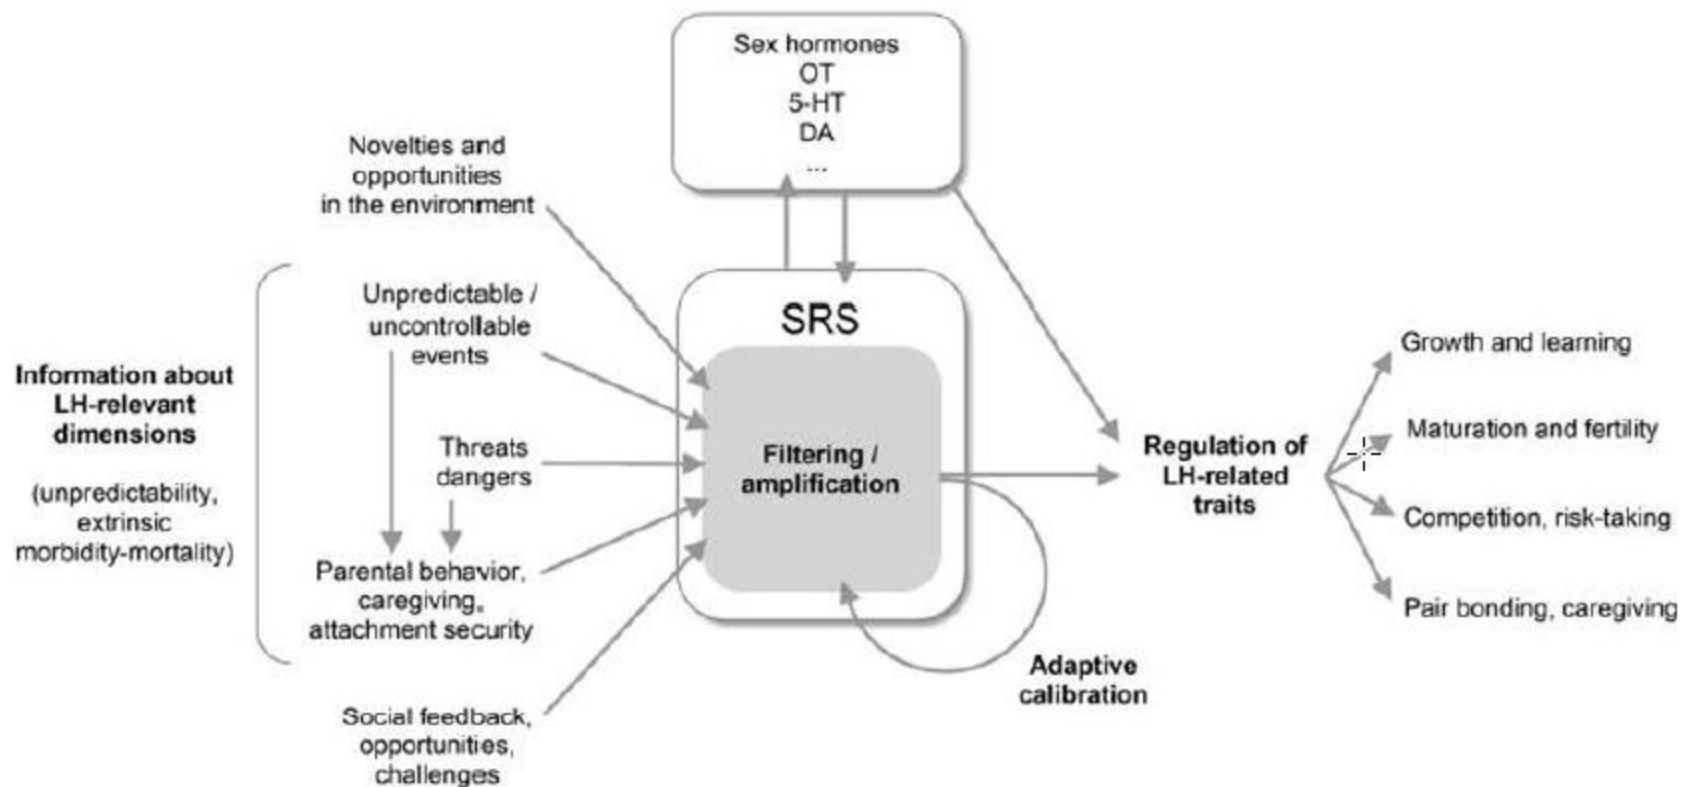 Sex hormones
OT
5-HT
DA
...
Novelties and
opportunities
in the environment
Unpredictable /
uncontrollable
events
Information about
LH-relevant
dimensions
(unpredictability,
extrinsic
morbidity-mortality)
Threats
dangers
Parental behavior,
caregiving,
attachment security
Social feedback,
opportunities,
challenges
SRS
Filtering /
amplification
Adaptive
calibration
Regulation of
LH-related
traits
Growth and learning
Maturation and fertility
Competition, risk-taking
Pair bonding, caregiving